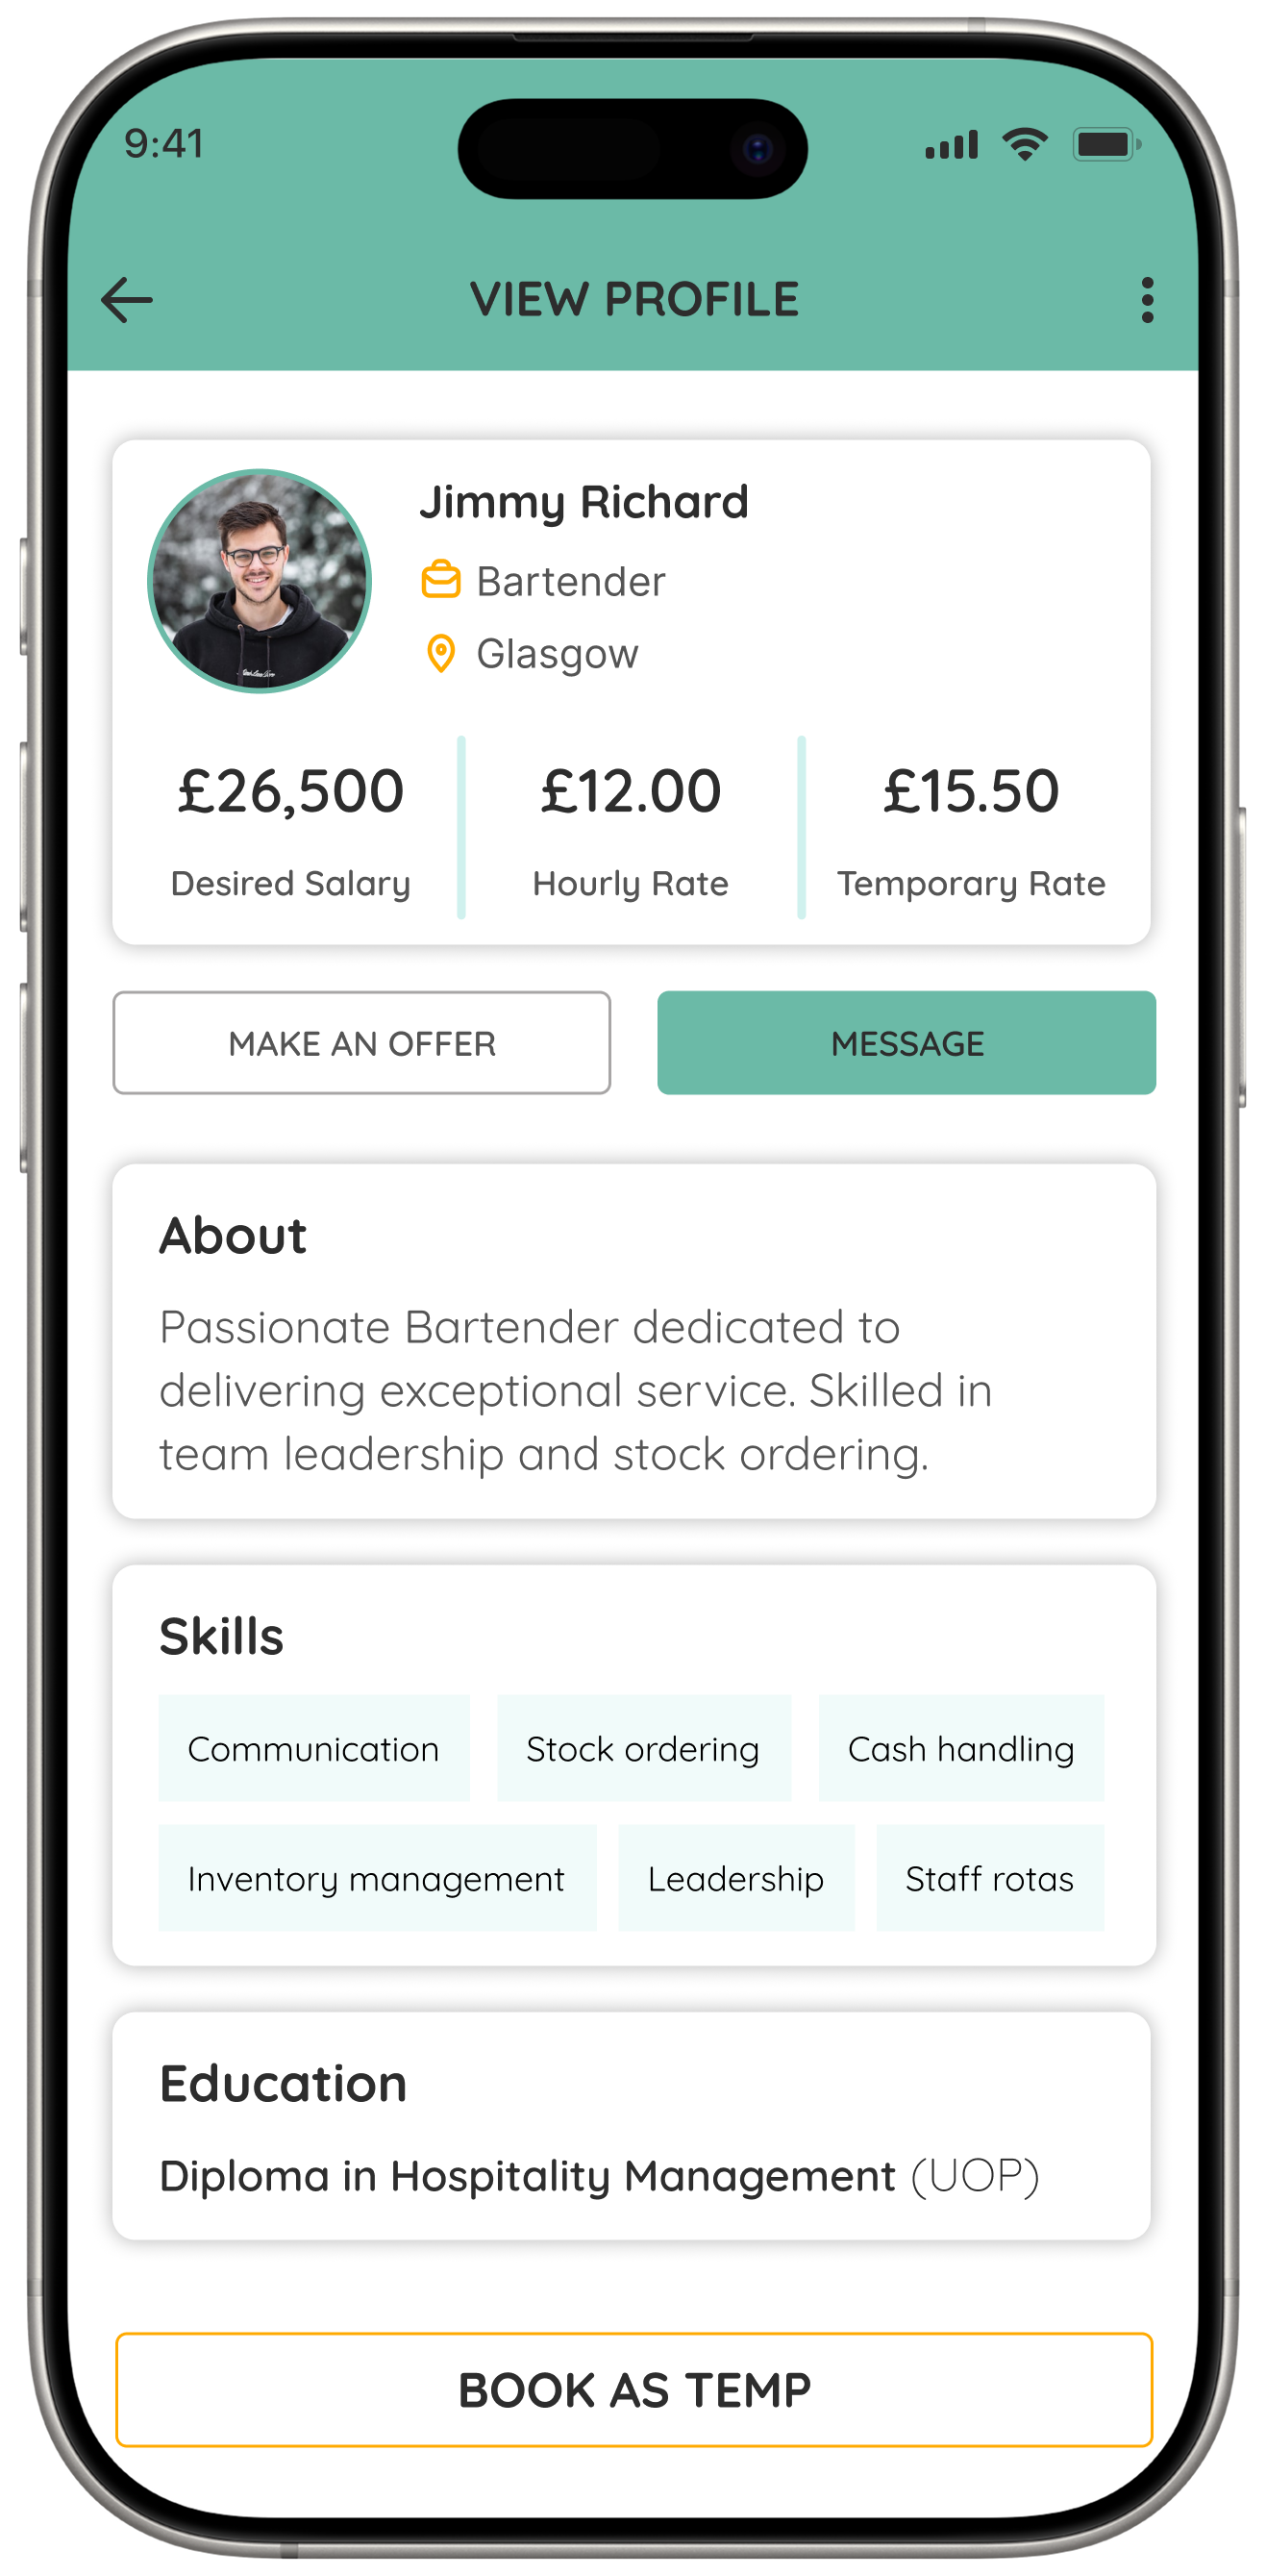 9:41
VIEW PROFILE
Jimmy Richard
Bartender
Glasgow
£26,500
Desired Salary
£12.00
Hourly Rate
£15.50
Temporary Rate
MAKE AN OFFER
MESSAGE
About
Passionate Bartender dedicated to
delivering exceptional service. Skilled in
team leadership and stock ordering.
Skills
Communication
Stock ordering
Cash handling
Inventory management
Leadership
Staff rotas
Education
Diploma in Hospitality Management (UOP)
BOOK AS TEMP